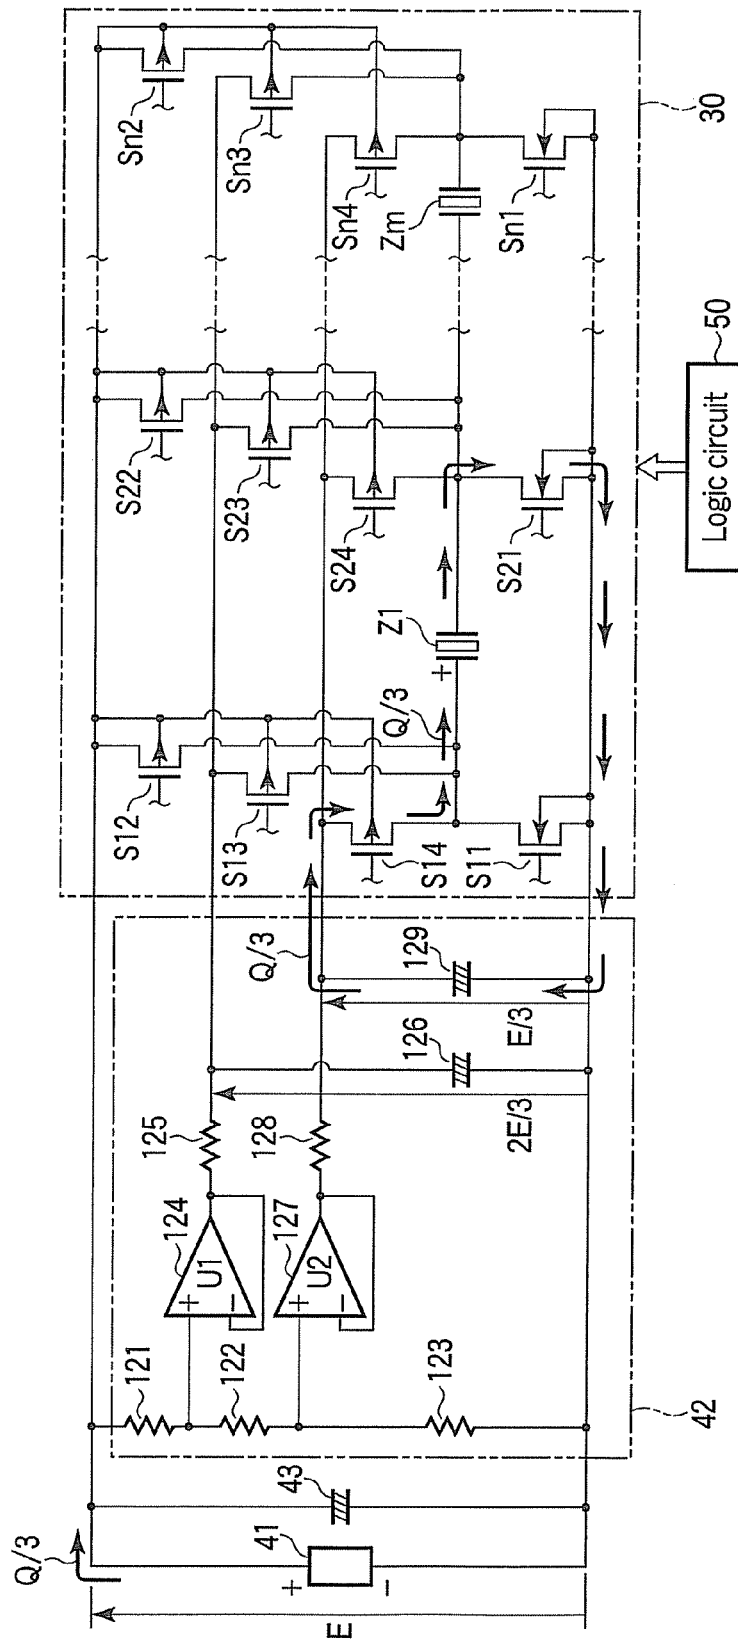 Q/3
E
+
41
-
43
121
122
123
124
U1
+
-
127
U2
+
-
125
128
2E/3
126
E/3
129
Q/3
42
S12
S13
S14
S11
Q/3
+
Z1
S22
S23
S24
S21
Sn2
Sn3
Sn4
Zm
Sn1
30
Logic circuit
50